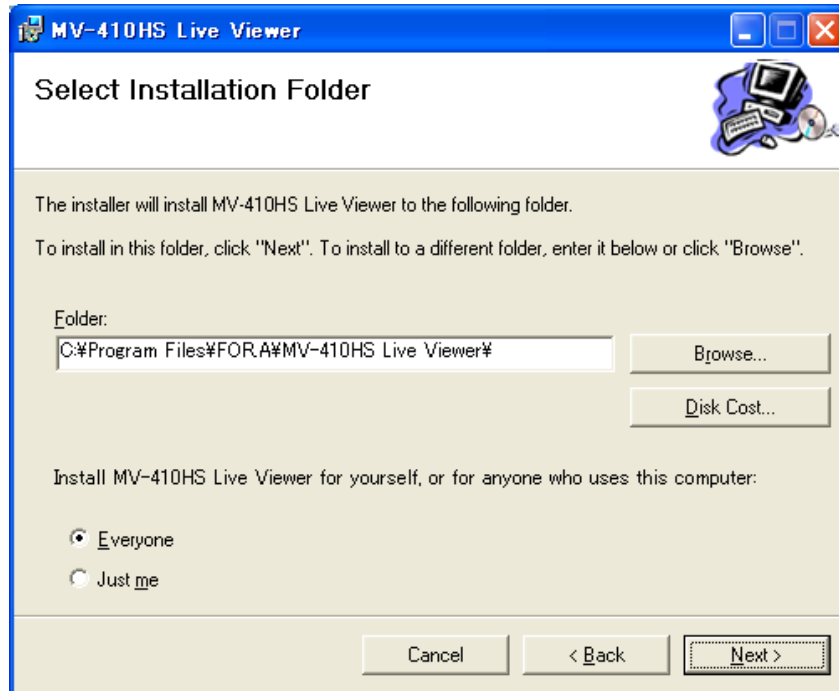 MV-410HS Live Viewer
Select Installation Folder
The installer will install MV-410HS Live Viewer to the following folder.
To install in this folder, click "Next". To install to a different folder, enter it below or click "Browse".
Folder:
C:¥Program Files¥FOR.A¥MV-410HS Live Viewer¥
Browse...
Disk Cost...
Install MV-410HS Live Viewer for yourself, or for anyone who uses this computer:
Everyone
Just me
Cancel
< Back
Next >